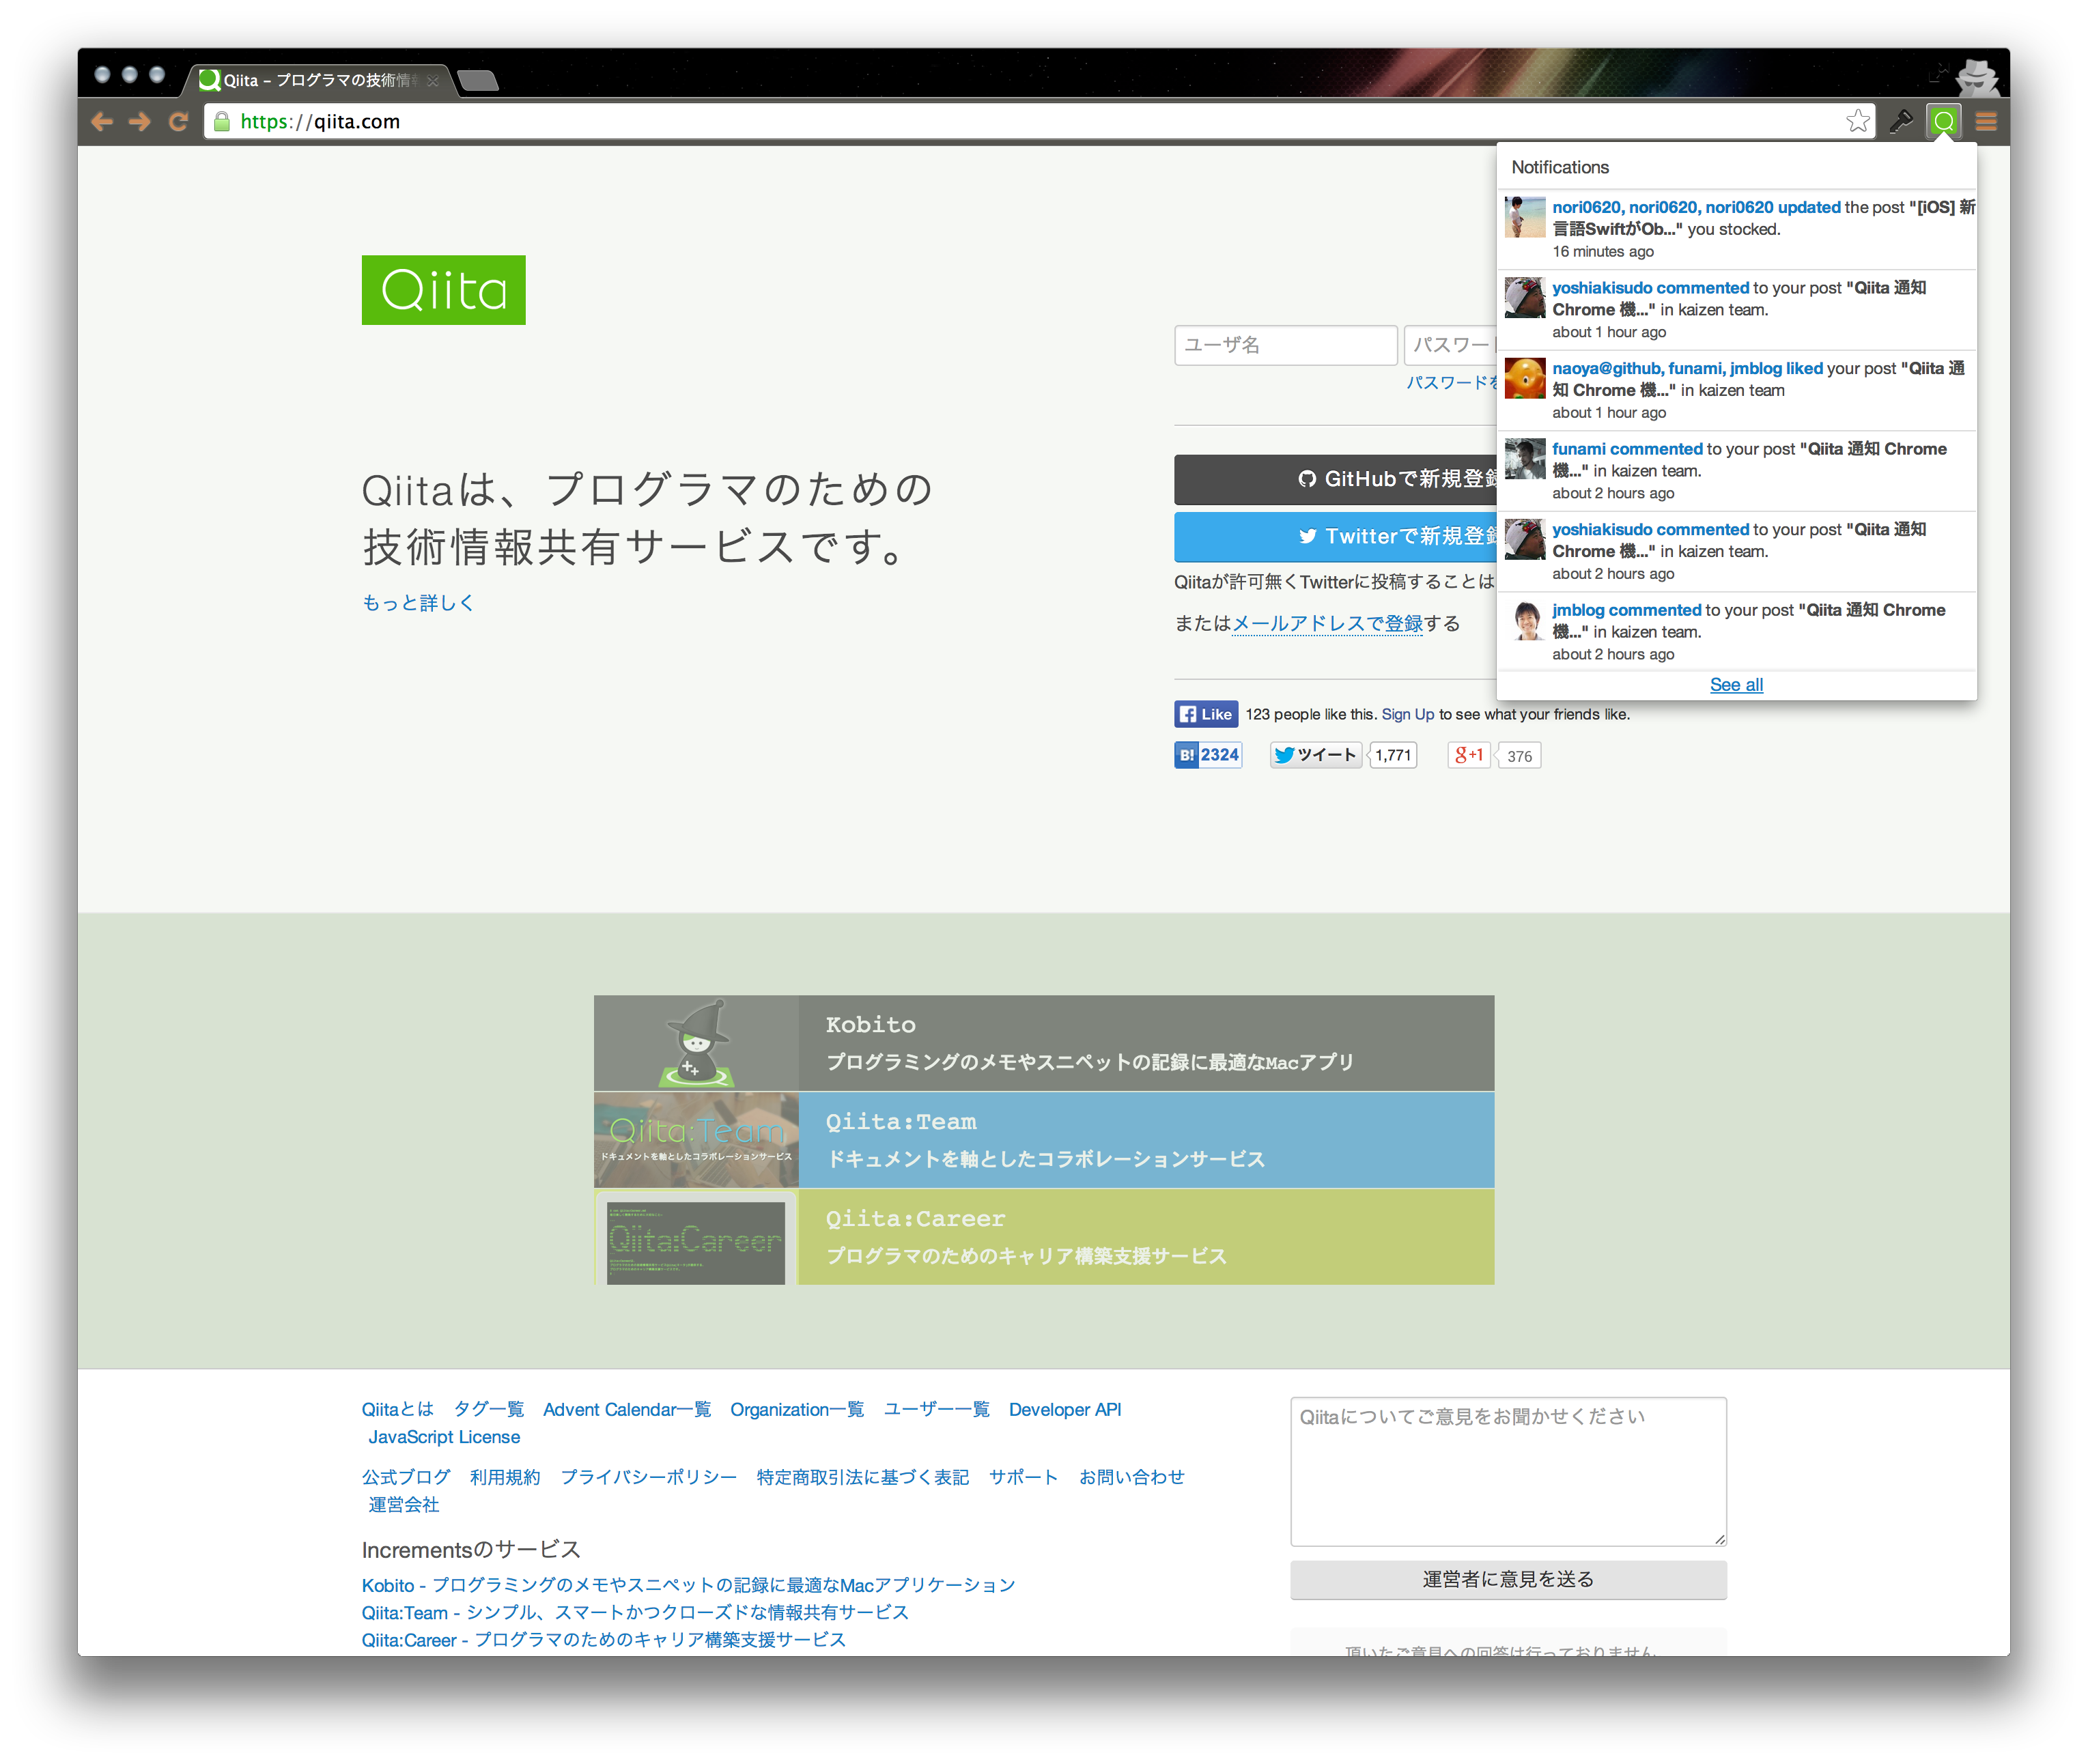 Qiita – プログラマの技術情
https://qiita.com
Notifications
nori0620, nori0620, nori0620 updated the post "[iOS] 新
言語SwiftがOb..." you stocked.
16 minutes ago
yoshiakisudo commented to your post "Qiita 通知
Chrome 機..." in kaizen team.
about 1 hour ago
naoya@github, funami, jmblog liked your post "Qiita 通
知 Chrome 機..." in kaizen team
about 1 hour ago
funami commented to your post "Qiita 通知 Chrome
機..." in kaizen team.
about 2 hours ago
yoshiakisudo commented to your post "Qiita 通知
Chrome 機..." in kaizen team.
about 2 hours ago
jmblog commented to your post "Qiita 通知 Chrome
機..." in kaizen team.
about 2 hours ago
See all
Qiita
Qiitaは、プログラマのための
技術情報共有サービスです。
もっと詳しく
ユーザ名
パスワー
パスワードを
GitHubで新規登録
Twitterで新規登録
Qiitaが許可無くTwitterに投稿することは
またはメールアドレスで登録する
Like 123 people like this. Sign Up to see what your friends like.
B! 2324 ツイート 1,771 g+1 376
Kobito
プログラミングのメモやスニペットの記録に最適なMacアプリ
Qiita:Team
ドキュメントを軸としたコラボレーションサービス
Qiita:Team
ドキュメントを軸としたコラボレーションサービス
Qiita:Career
Qiita:Career
プログラマのためのキャリア構築支援サービス
Qiitaとは タグ一覧 Advent Calendar一覧 Organization一覧 ユーザー一覧 Developer API
JavaScript License
公式ブログ 利用規約 プライバシーポリシー 特定商取引法に基づく表記 サポート お問い合わせ
運営会社
Incrementsのサービス
Kobito - プログラミングのメモやスニペットの記録に最適なMacアプリケーション
Qiita:Team - シンプル、スマートかつクローズドな情報共有サービス
Qiita:Career - プログラマのためのキャリア構築支援サービス
Qiitaについてご意見をお聞かせください
運営者に意見を送る
頂いたご意見への回答は行っておりません